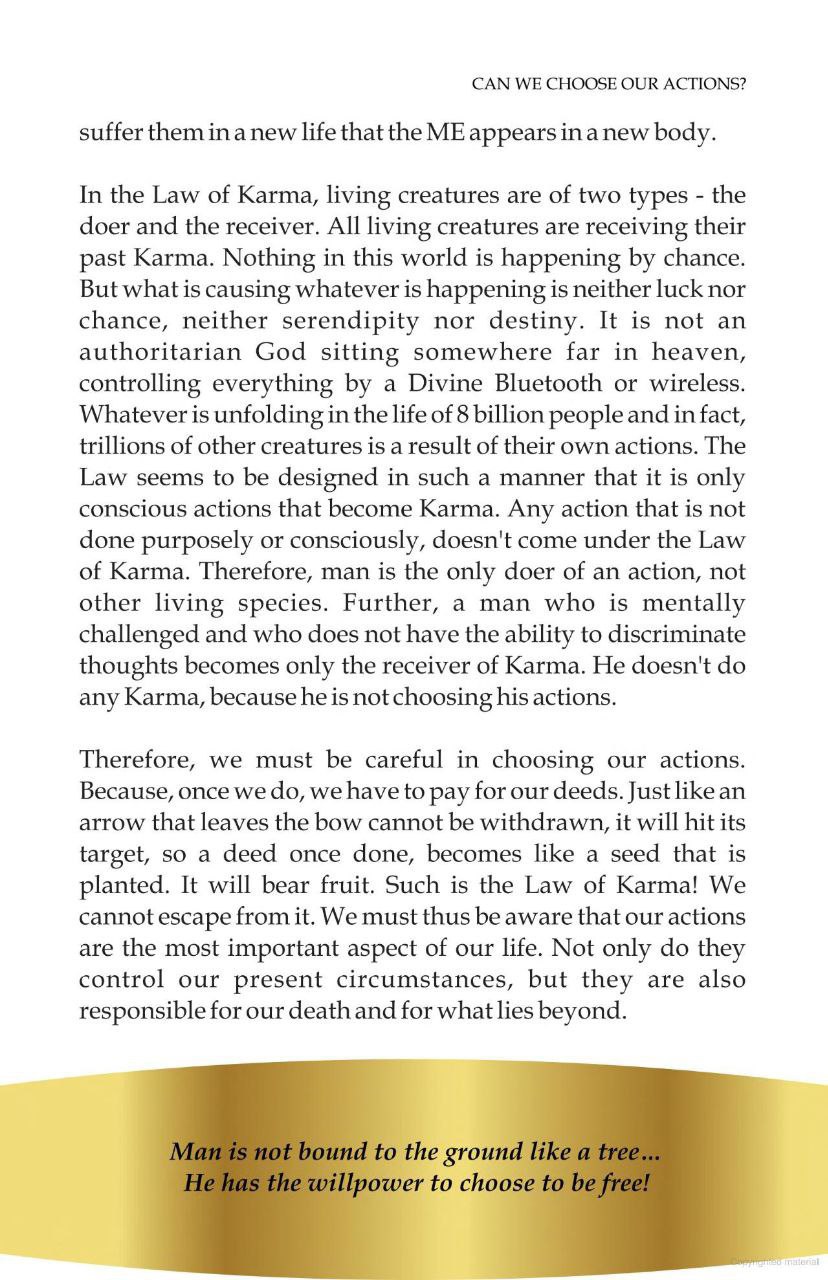 CAN WE CHOOSE OUR ACTIONS?
suffer them in a new life that the ME appears in a new body.
In the Law of Karma, living creatures are of two types - the
doer and the receiver. All living creatures are receiving their
past Karma. Nothing in this world is happening by chance.
But what is causing whatever is happening is neither luck nor
chance, neither serendipity nor destiny. It is not an
authoritarian God sitting somewhere far in heaven,
controlling everything by a Divine Bluetooth or wireless.
Whatever is unfolding in the life of 8 billion people and in fact,
trillions of other creatures is a result of their own actions. The
Law seems to be designed in such a manner that it is only
conscious actions that become Karma. Any action that is not
done purposely or consciously, doesn't come under the Law
of Karma. Therefore, man is the only doer of an action, not
other living species. Further, a man who is mentally
challenged and who does not have the ability to discriminate
thoughts becomes only the receiver of Karma. He doesn't do
any Karma, because he is not choosing his actions.
Therefore, we must be careful in choosing our actions.
Because, once we do, we have to pay for our deeds. Just like an
arrow that leaves the bow cannot be withdrawn, it will hit its
target, so a deed once done, becomes like a seed that is
planted. It will bear fruit. Such is the Law of Karma! We
cannot escape from it. We must thus be aware that our actions
are the most important aspect of our life. Not only do they
control our present circumstances, but they are also
responsible for our death and for what lies beyond.
Man is not bound to the ground like a tree...
He has the willpower to choose to be free!
Copyrighted material